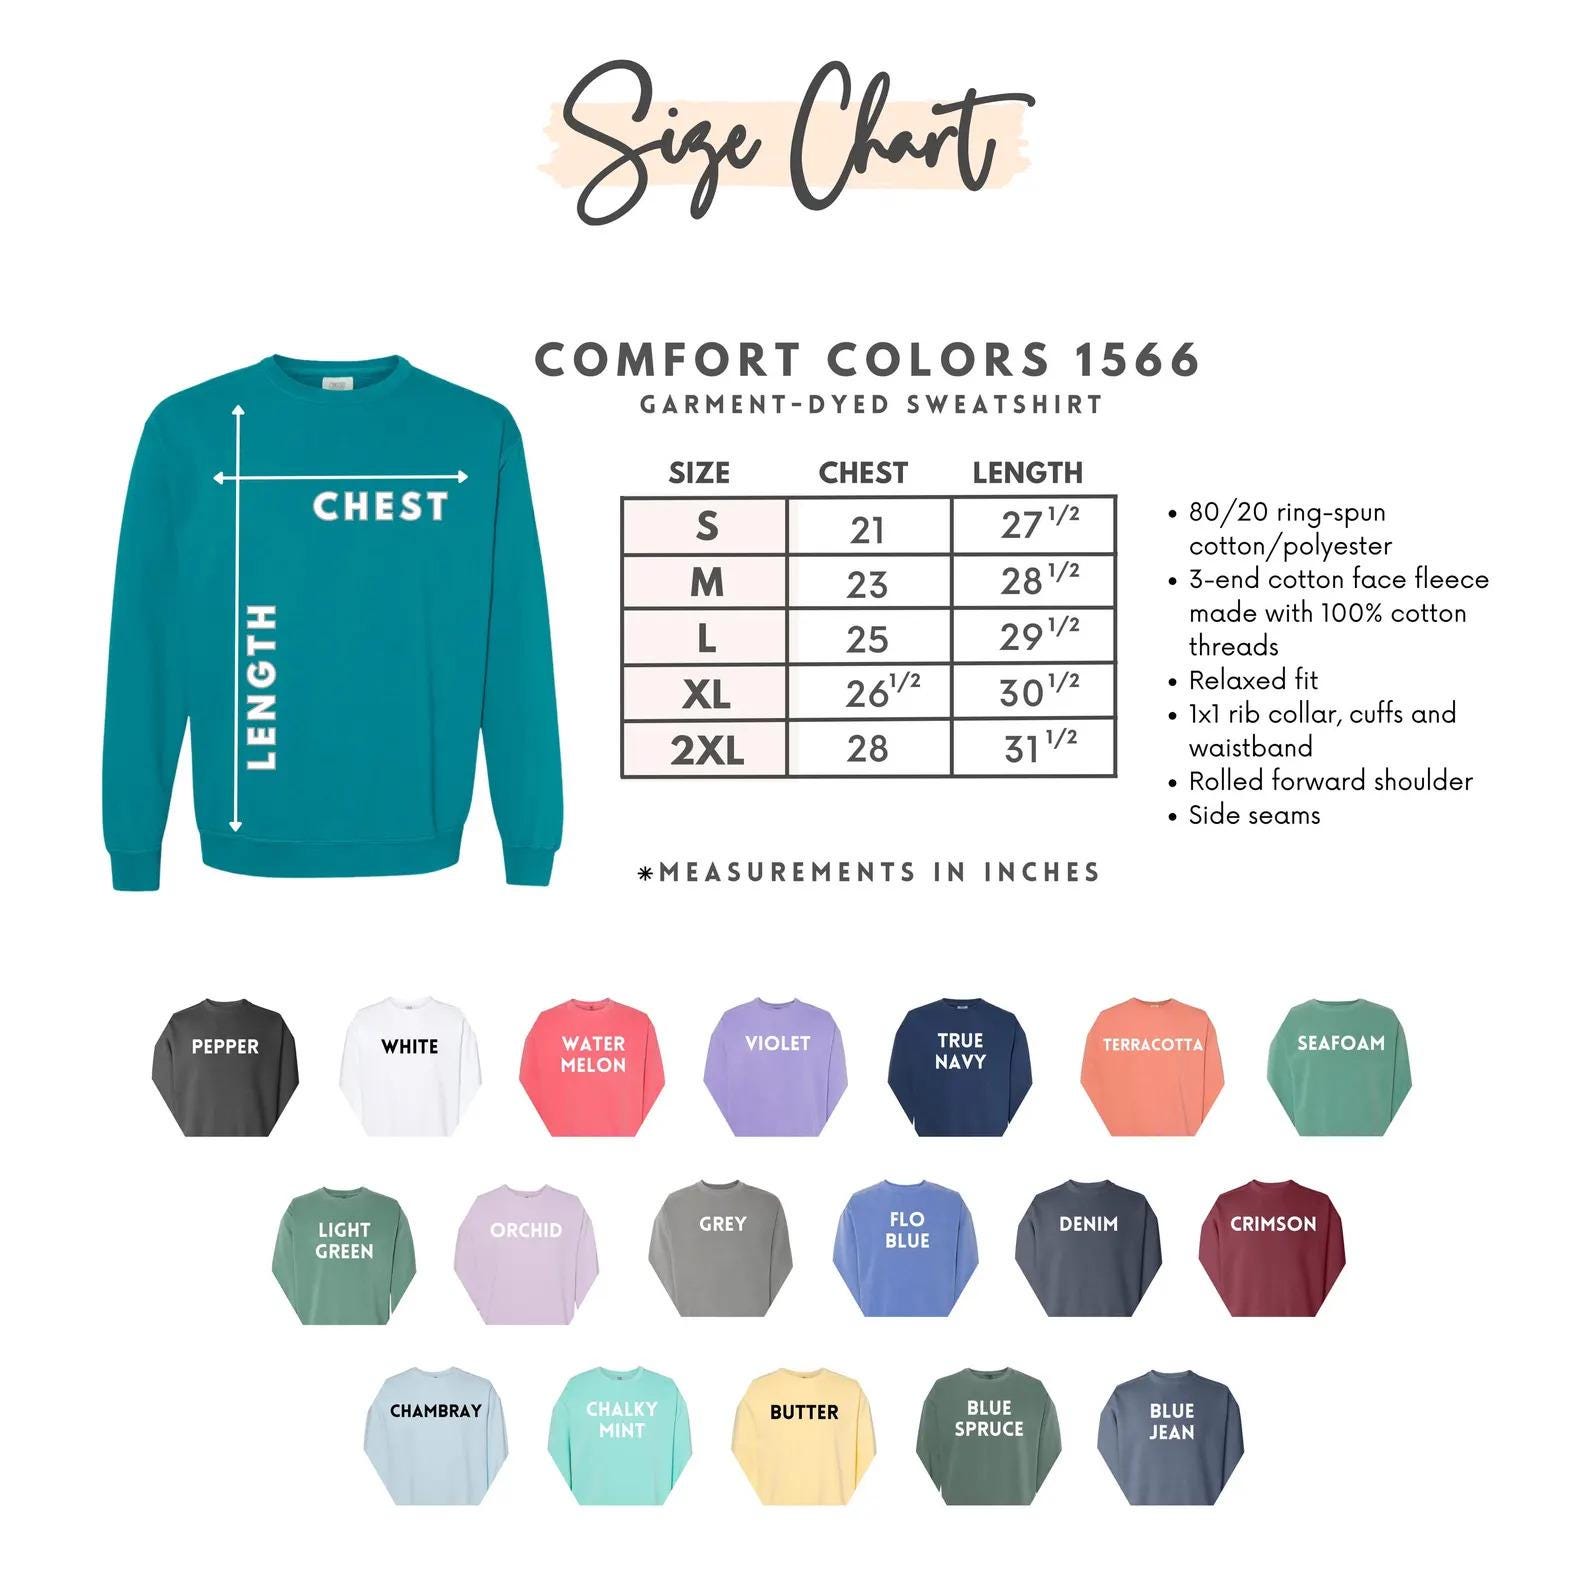 Size Chart
COMFORT COLORS 1566
GARMENT-DYED SWEATSHIRT
SIZE CHEST LENGTH
S 21 27 1/2
M 23 28 1/2
L 25 29 1/2
XL 26 1/2 30 1/2
2XL 28 31 1/2
*MEASUREMENTS IN INCHES
CHEST
LENGTH
• 80/20 ring-spun
cotton/polyester
• 3-end cotton face fleece
made with 100% cotton
threads
• Relaxed fit
• 1x1 rib collar, cuffs and
waistband
• Rolled forward shoulder
• Side seams
PEPPER
WHITE
WATER
MELON
VIOLET
TRUE
NAVY
TERRACOTTA
SEAFOAM
LIGHT
GREEN
ORCHID
GREY
FLO
BLUE
DENIM
CRIMSON
CHAMBRAY
CHALKY
MINT
BUTTER
BLUE
SPRUCE
BLUE
JEAN